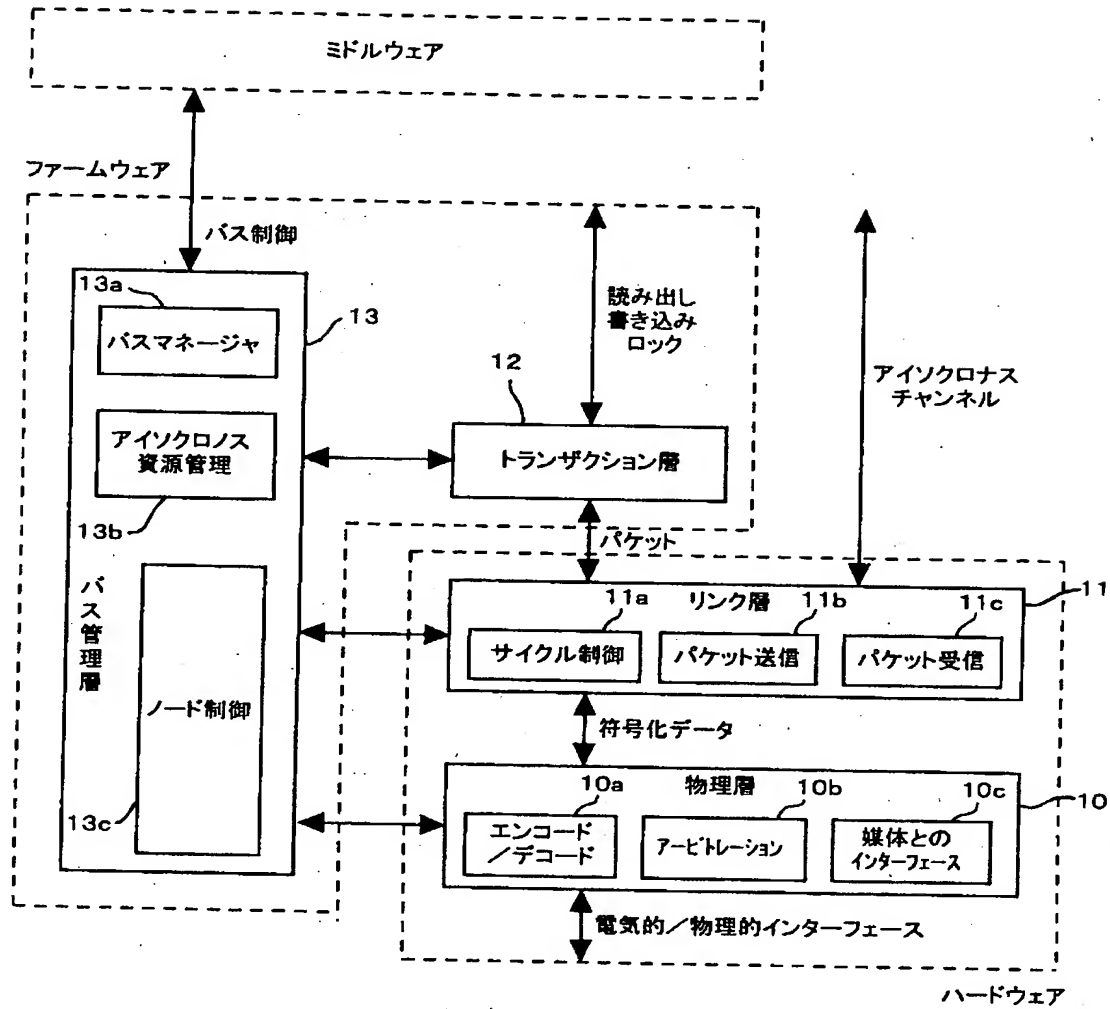 ミドルウェア
ファームウェア
バス制御
13a
バスマネージャ
13
読み出し
書き込み
ロック
アイソクロナス
チャンネル
12
アイソクロノス
資源管理
トランザクション層
13b
パケット
バス管理層
11a
リンク層
11b
11c
11
サイクル制御
パケット送信
パケット受信
ノード制御
符号化データ
10a
物理層
10b
10c
10
13c
エンコード
/デコード
アービトレーション
媒体との
インターフェース
電気的/物理的インターフェース
ハードウェア